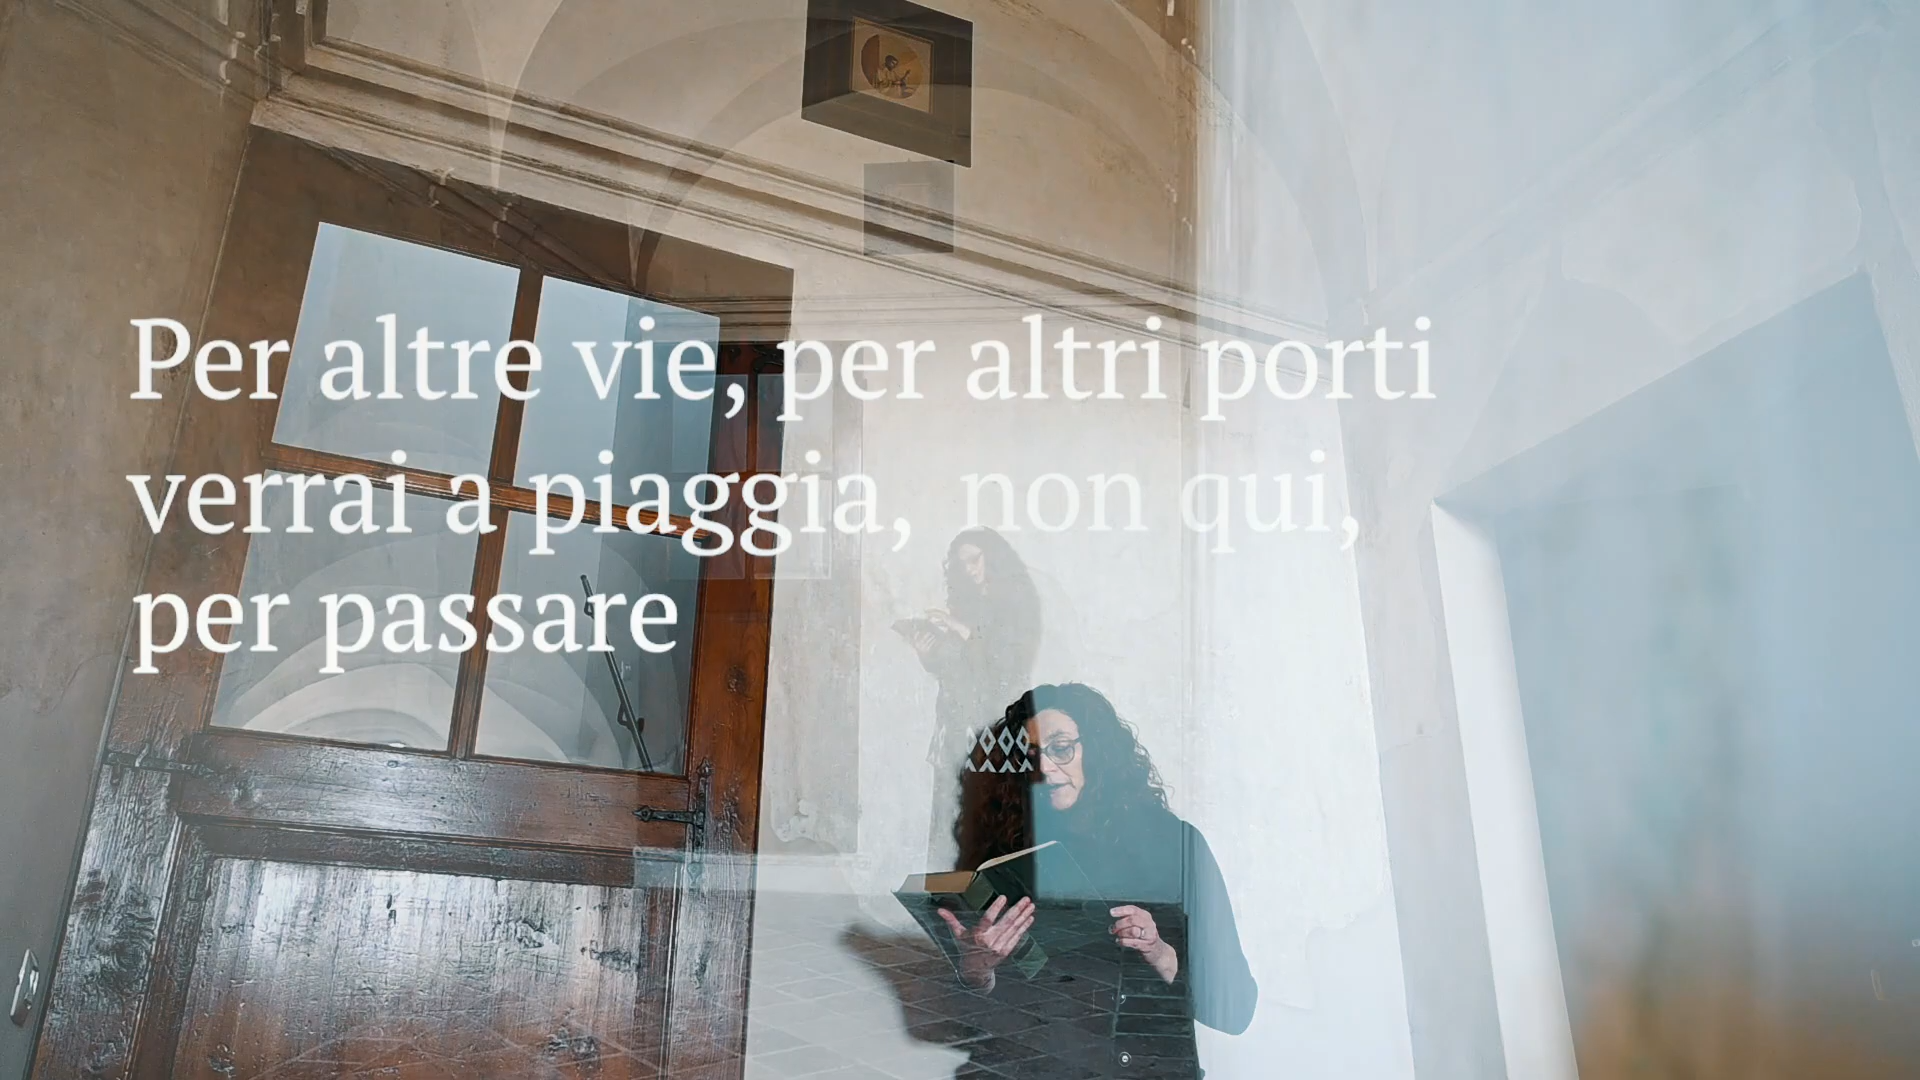 Per altre vie, per altri porti
verrai a piaggia, non qui,
per passare